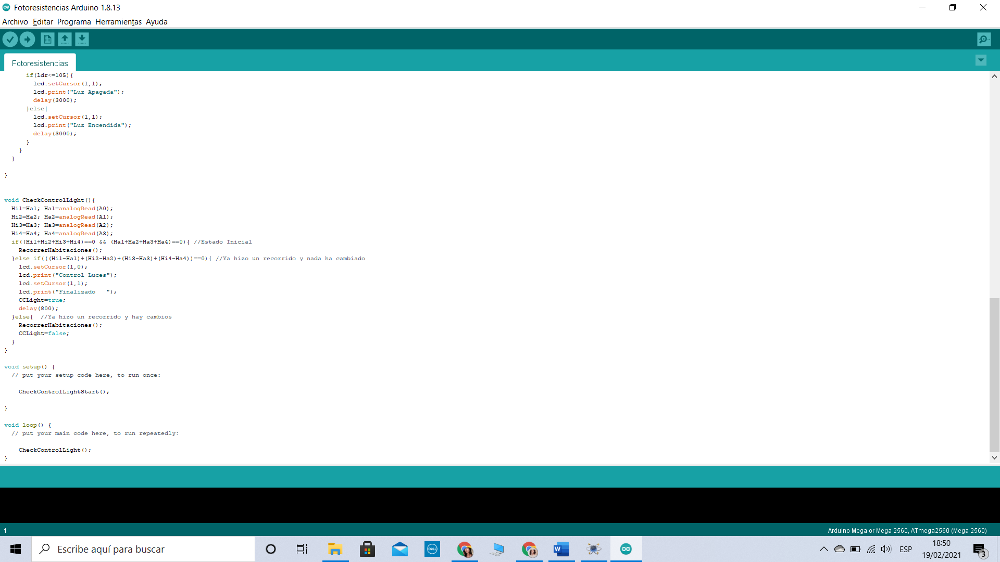 Fotoresistencias Arduino 1.8.13
Archivo Editar Programa Herramientas Ayuda
Fotoresistencias
if(ldr<=105){
lcd.setCursor(1,1);
lcd.print("Luz Apagada");
delay(3000);
}else{
lcd.setCursor(1,1);
lcd.print("Luz Encendida");
delay(3000);
}
}
}
}
void CheckControlLight(){
Hi1=Ha1; Ha1=analogRead(A0);
Hi2=Ha2; Ha2=analogRead(A1);
Hi3=Ha3; Ha3=analogRead(A2);
Hi4=Ha4; Ha4=analogRead(A3);
if((Hi1+Hi2+Hi3+Hi4)==0 && (Ha1+Ha2+Ha3+Ha4)==0){ //Estado Inicial
RecorrerHabitaciones();
}else if(((Hi1-Ha1)+(Hi2-Ha2)+(Hi3-Ha3)+(Hi4-Ha4))==0){ //Ya hizo un recorrido y nada ha cambiado
lcd.setCursor(1,0);
lcd.print("Control Luces");
lcd.setCursor(1,1);
lcd.print("Finalizado   ");
CCLight=true;
delay(800);
}else{  //Ya hizo un recorrido y hay cambios
RecorrerHabitaciones();
CCLight=false;
}
}
void setup() {
// put your setup code here, to run once:
CheckControlLightStart();
}
void loop() {
// put your main code here, to run repeatedly:
CheckControlLight();
}
1
Arduino Mega or Mega 2560, ATmega2560 (Mega 2560)
Escribe aquí para buscar
DELL
W
ESP
18:50
19/02/2021
3